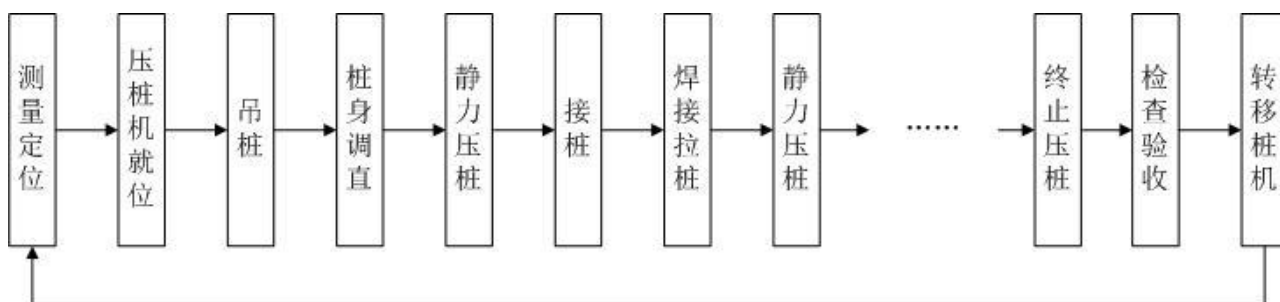 测量定位
压桩机就位
吊桩
桩身调直
静力压桩
接桩
焊接拉桩
静力压桩
……
终止压桩
检查验收
转移桩机